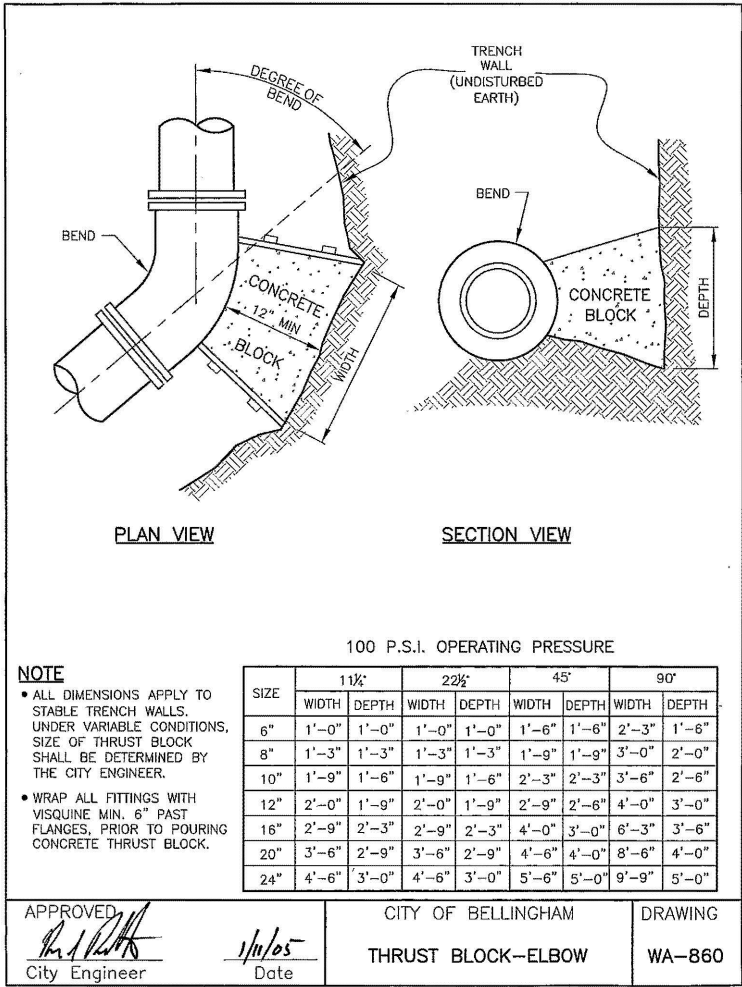 DEGREE OF
BEND
TRENCH
WALL
(UNDISTURBED
EARTH)
BEND
CONCRETE
12" MIN
BLOCK
WIDTH
BEND
CONCRETE
BLOCK
DEPTH
PLAN VIEW
SECTION VIEW
100 P.S.I. OPERATING PRESSURE
NOTE
• ALL DIMENSIONS APPLY TO
STABLE TRENCH WALLS.
UNDER VARIABLE CONDITIONS,
SIZE OF THRUST BLOCK
SHALL BE DETERMINED BY
THE CITY ENGINEER.
• WRAP ALL FITTINGS WITH
VISQUINE MIN. 6" PAST
FLANGES, PRIOR TO POURING
CONCRETE THRUST BLOCK.
SIZE 11¼° 22½° 45° 90°
WIDTH DEPTH WIDTH DEPTH WIDTH DEPTH WIDTH DEPTH
6" 1'-0" 1'-0" 1'-0" 1'-0" 1'-6" 1'-6" 2'-3" 1'-6"
8" 1'-3" 1'-3" 1'-3" 1'-3" 1'-9" 1'-9" 3'-0" 2'-0"
10" 1'-9" 1'-6" 1'-9" 1'-6" 2'-3" 2'-3" 3'-6" 2'-6"
12" 2'-0" 1'-9" 2'-0" 1'-9" 2'-9" 2'-6" 4'-0" 3'-0"
16" 2'-9" 2'-3" 2'-9" 2'-3" 4'-0" 3'-0" 6'-3" 3'-6"
20" 3'-6" 2'-9" 3'-6" 2'-9" 4'-6" 4'-0" 8'-6" 4'-0"
24" 4'-6" 3'-0" 4'-6" 3'-0" 5'-6" 5'-0" 9'-9" 5'-0"
APPROVED
1/11/05
City Engineer Date
CITY OF BELLINGHAM
THRUST BLOCK-ELBOW
DRAWING
WA-860